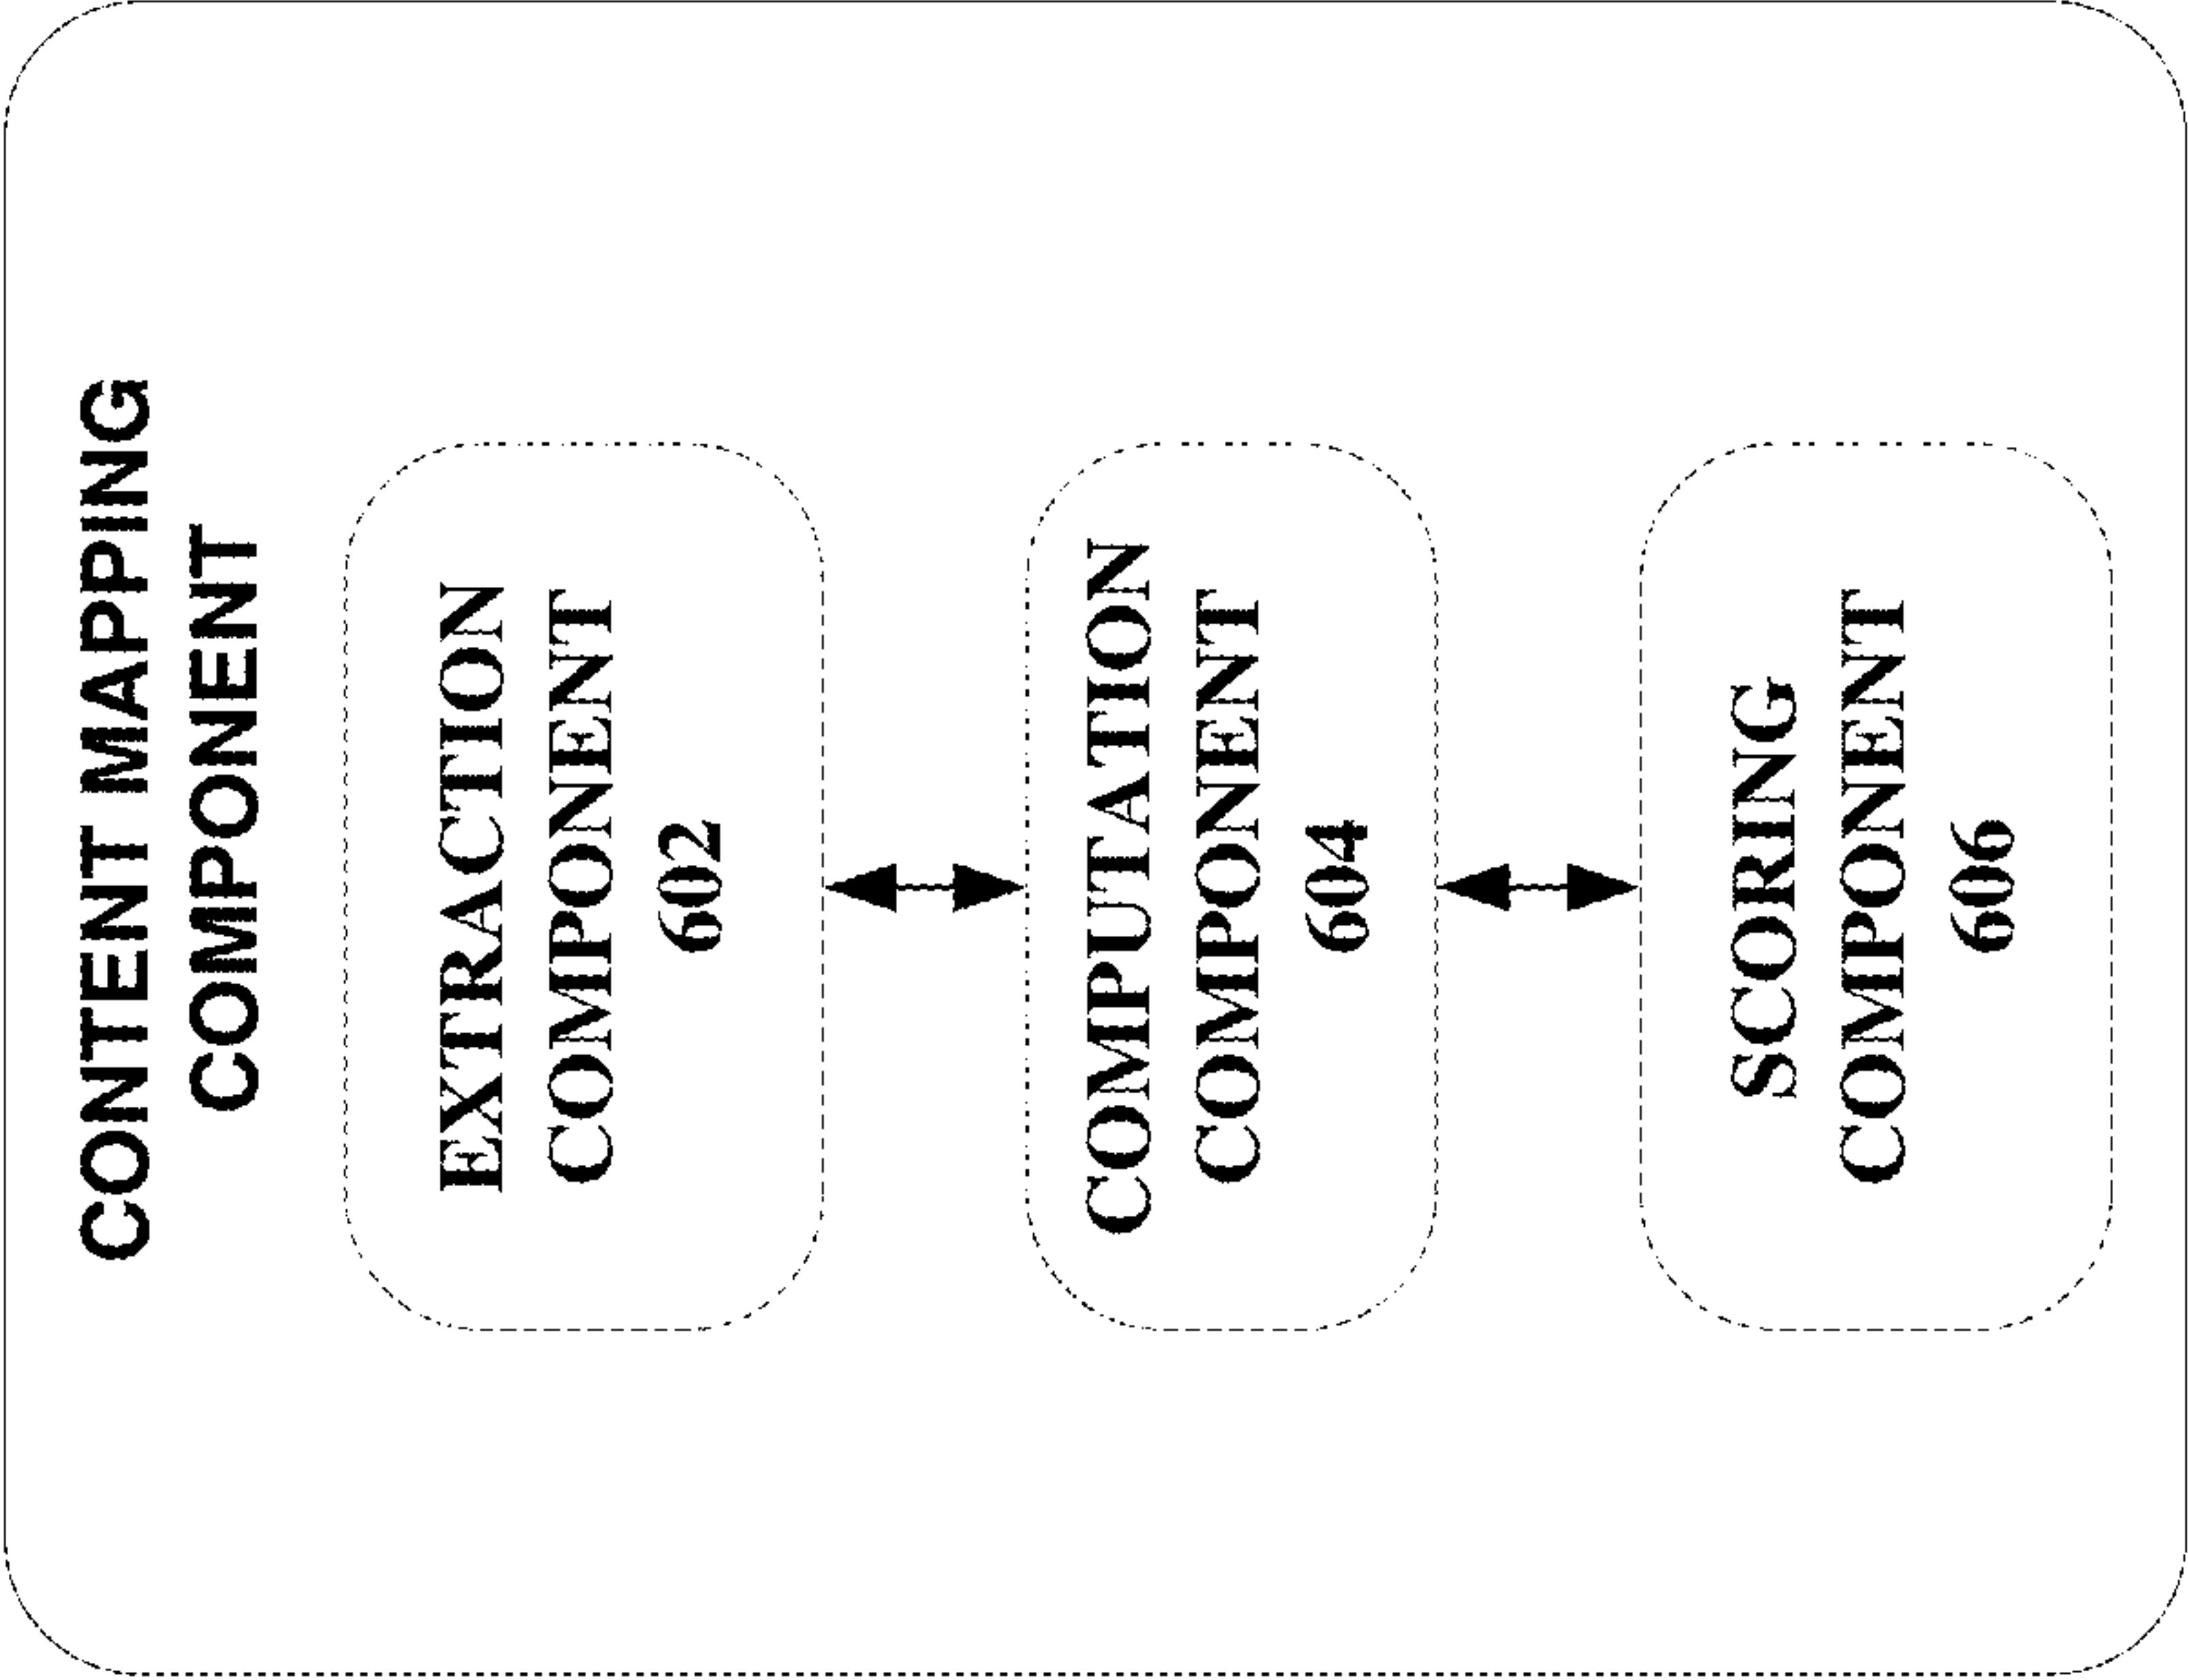 CONTENT MAPPING
COMPONENT
EXTRACTION
COMPONENT
602
COMPUTATION
COMPONENT
604
SCORING
COMPONENT
606